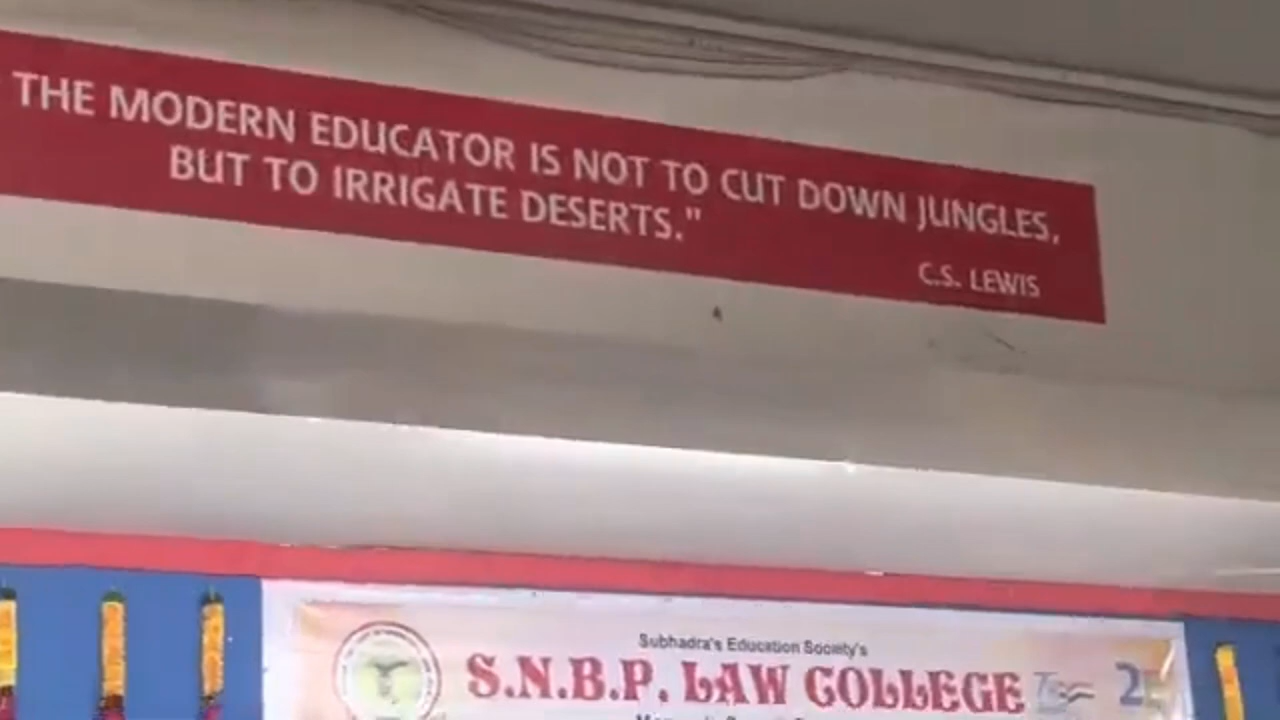 THE MODERN EDUCATOR IS NOT TO CUT DOWN JUNGLES,
BUT TO IRRIGATE DESERTS."
C.S. LEWIS
Subhadra's Education Society's
S.N.B.P. LAW COLLEGE